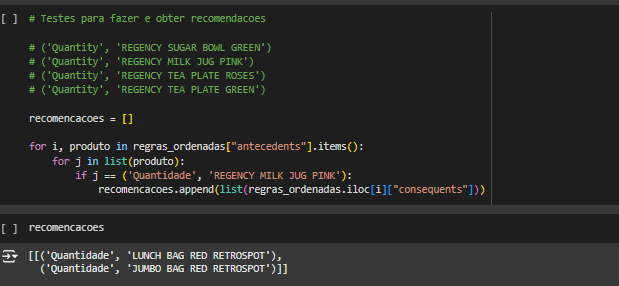 [ ] # Testes para fazer e obter recomendacoes
# ('Quantity', 'REGENCY SUGAR BOWL GREEN')
# ('Quantity', 'REGENCY MILK JUG PINK')
# ('Quantity', 'REGENCY TEA PLATE ROSES')
# ('Quantity', 'REGENCY TEA PLATE GREEN')
recomencacoes = []
for i, produto in regras_ordenadas["antecedents"].items():
for j in list(produto):
if j == ('Quantidade', 'REGENCY MILK JUG PINK'):
recomencacoes.append(list(regras_ordenadas.iloc[i]["consequents"]))
[ ] recomencacoes
[[('Quantidade', 'LUNCH BAG RED RETROSPOT'),
('Quantidade', 'JUMBO BAG RED RETROSPOT')]]